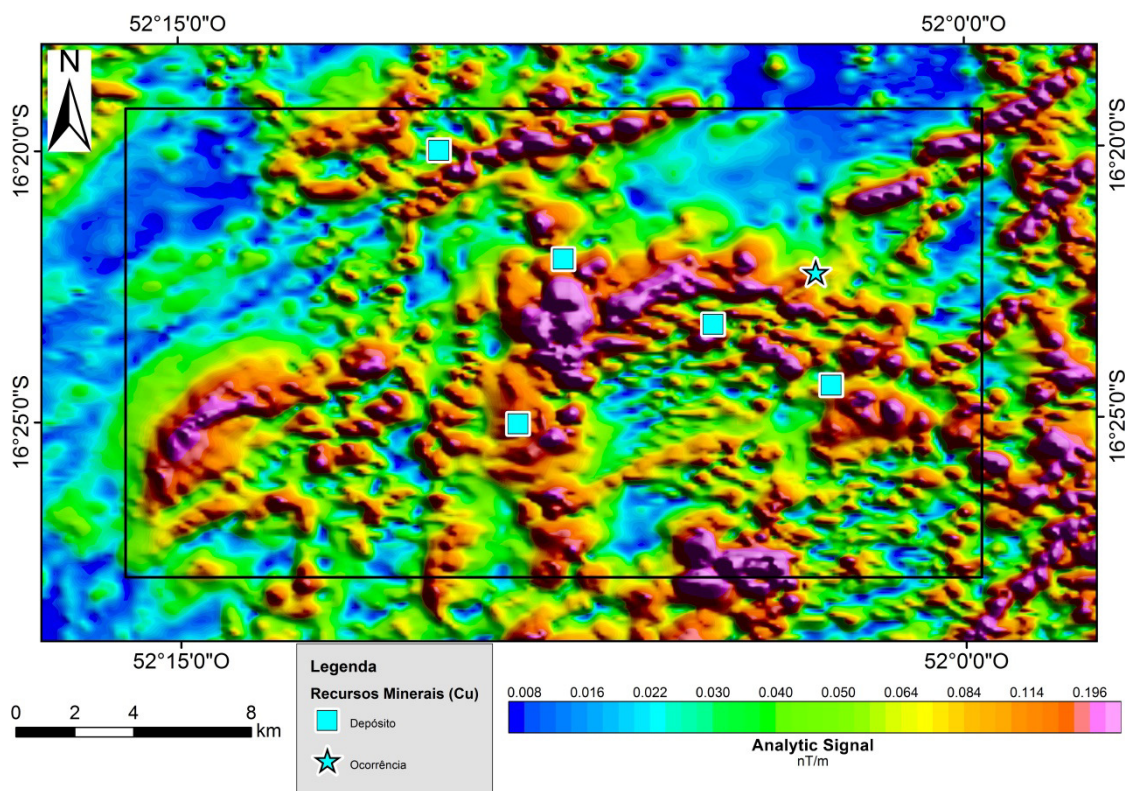 52°15'0"O 52°0'0"O
N
16°20'0"S 16°20'0"S
16°25'0"S 16°25'0"S
52°15'0"O 52°0'0"O
Legenda
Recursos Minerais (Cu)
Depósito
Ocorrência
0 2 4 8
km
0.008 0.016 0.022 0.030 0.040 0.050 0.064 0.084 0.114 0.196
Analytic Signal
nT/m